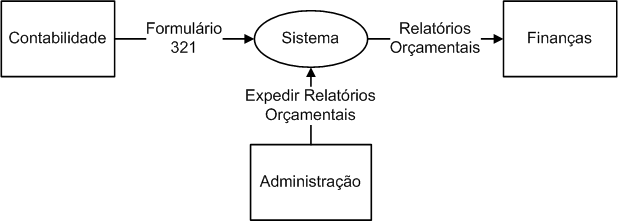 Contabilidade
Formulário
321
Sistema
Relatórios
Orçamentais
Finanças
Expedir Relatórios
Orçamentais
Administração